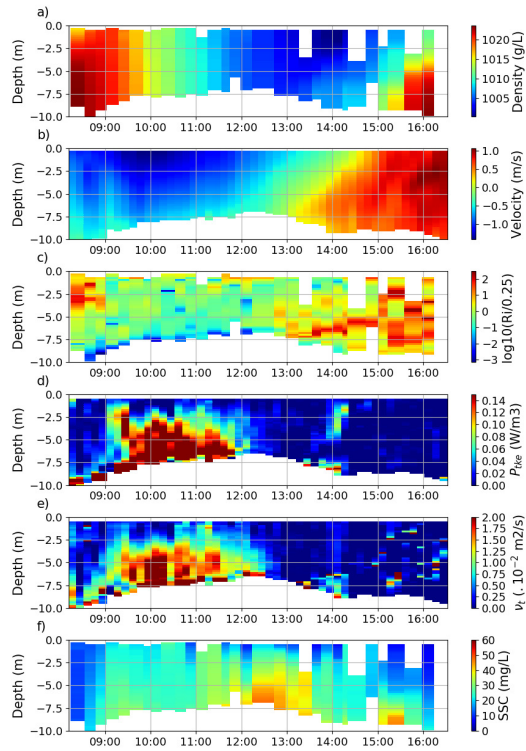 a)
0.0
−2.5
−5.0
−7.5
−10.0
Depth (m)
09:00 10:00 11:00 12:00 13:00 14:00 15:00 16:00
1020
1010
1000
Density (g/L)
b)
0.0
−2.5
−5.0
−7.5
−10.0
Depth (m)
09:00 10:00 11:00 12:00 13:00 14:00 15:00 16:00
1.0
0.5
0.0
−0.5
−1.0
Velocity (m/s)
c)
0.0
−2.5
−5.0
−7.5
−10.0
Depth (m)
09:00 10:00 11:00 12:00 13:00 14:00 15:00 16:00
2
1
0
−1
−2
−3
log10(Ri/0.25)
d)
0.0
−2.5
−5.0
−7.5
−10.0
Depth (m)
09:00 10:00 11:00 12:00 13:00 14:00 15:00 16:00
0.14
0.12
0.10
0.08
0.06
0.04
0.02
0.00
Ptke (W/m3)
e)
0.0
−2.5
−5.0
−7.5
−10.0
Depth (m)
09:00 10:00 11:00 12:00 13:00 14:00 15:00 16:00
2.00
1.75
1.50
1.25
1.00
0.75
0.50
0.25
0.00
νt (. 10⁻² m2/s)
f)
0.0
−2.5
−5.0
−7.5
−10.0
Depth (m)
09:00 10:00 11:00 12:00 13:00 14:00 15:00 16:00
60
50
40
30
20
10
0
SSC (mg/L)